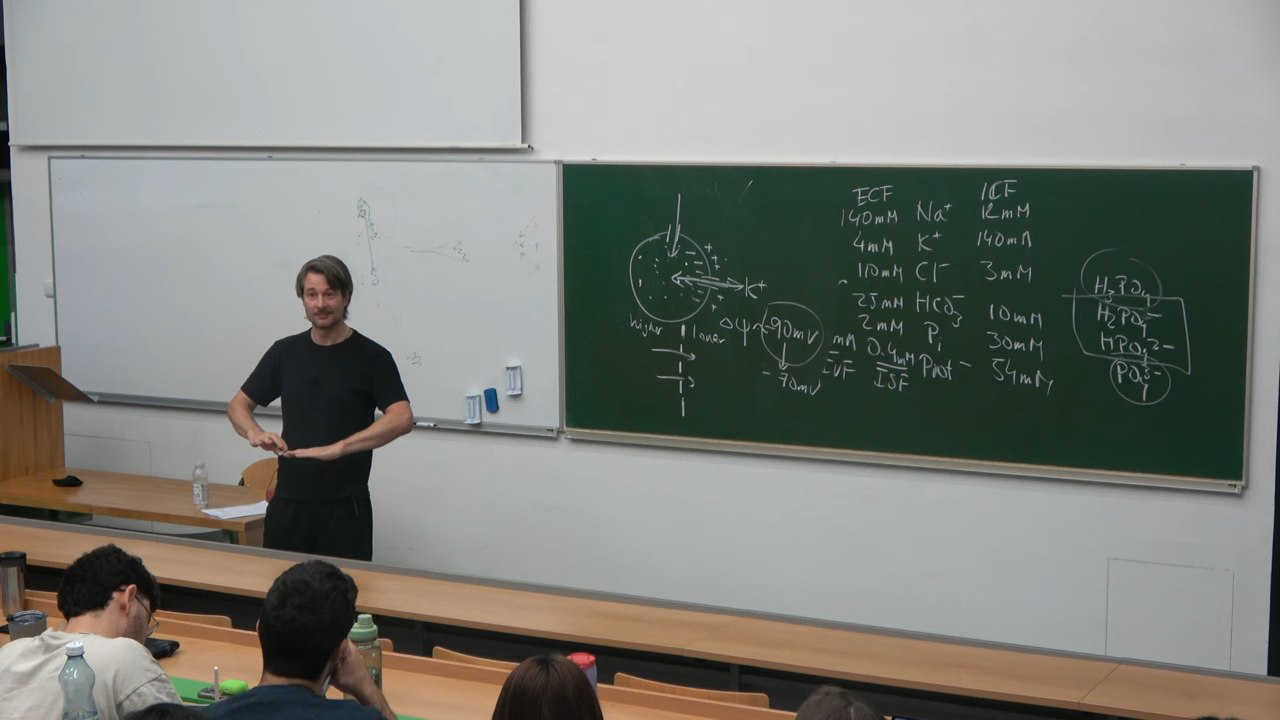 K⁺
higher
lower
Δψ ~ -90mV
-70mV
ECF ICF
140mM Na⁺ 12mM
4mM K⁺ 140mM
110mM Cl⁻ 3mM
25mM HCO₃⁻ 10mM
2mM Pᵢ 30mM
mM 0.4mM Prot⁻ 54mM
IVF ISF
H₃PO₄
H₂PO₄⁻
HPO₄²⁻
PO₄³⁻